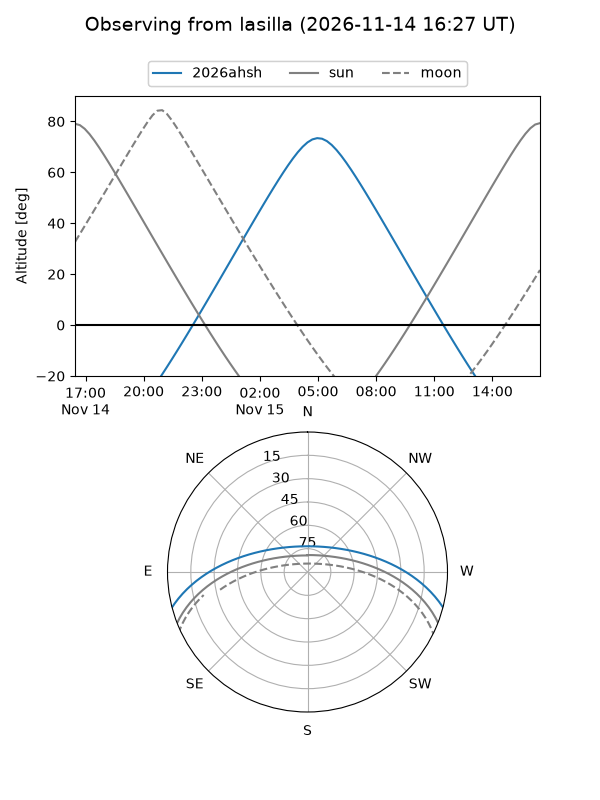 Observing from lasilla (2026-11-14 16:27 UT)
2026ahsh sun moon
80
60
40
20
0
−20
Altitude [deg]
17:00 20:00 23:00 02:00 05:00 08:00 11:00 14:00
Nov 14 Nov 15
N
NE NW
15
30
45
60
75
E W
SE SW
S